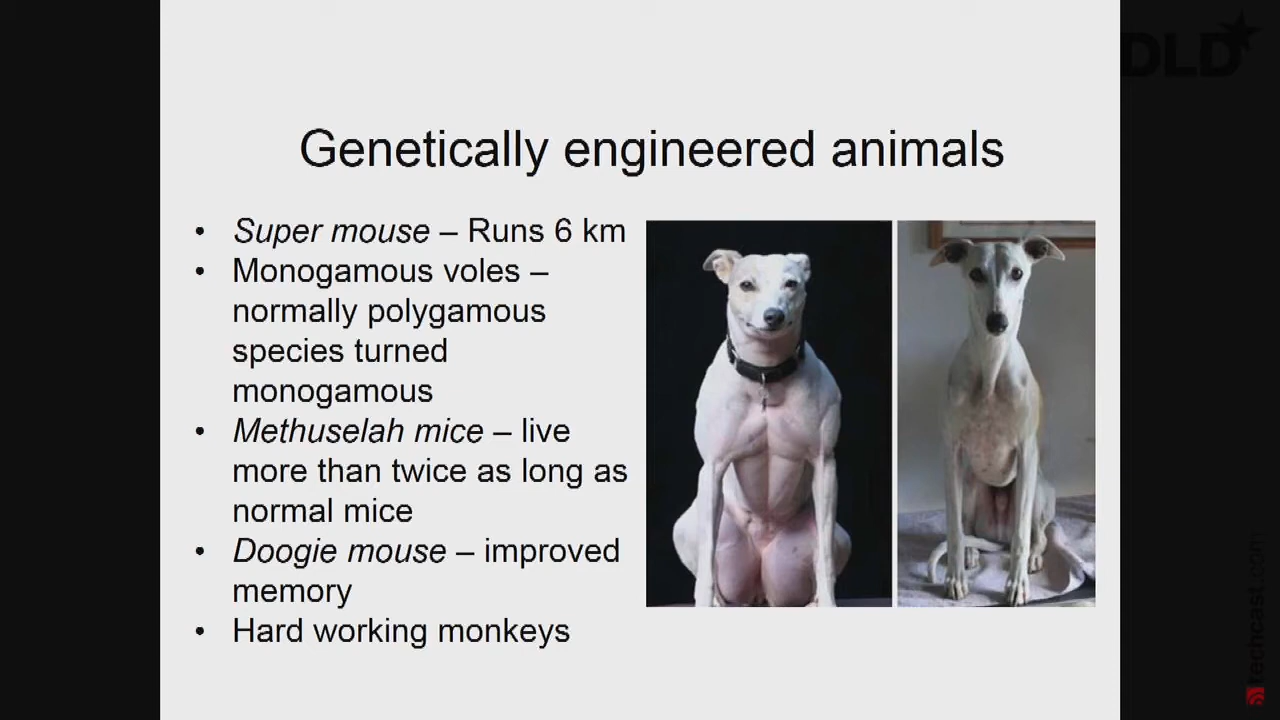 DLD
Genetically engineered animals
• Super mouse – Runs 6 km
• Monogamous voles –
normally polygamous
species turned
monogamous
• Methuselah mice – live
more than twice as long as
normal mice
• Doogie mouse – improved
memory
• Hard working monkeys
techcast.com